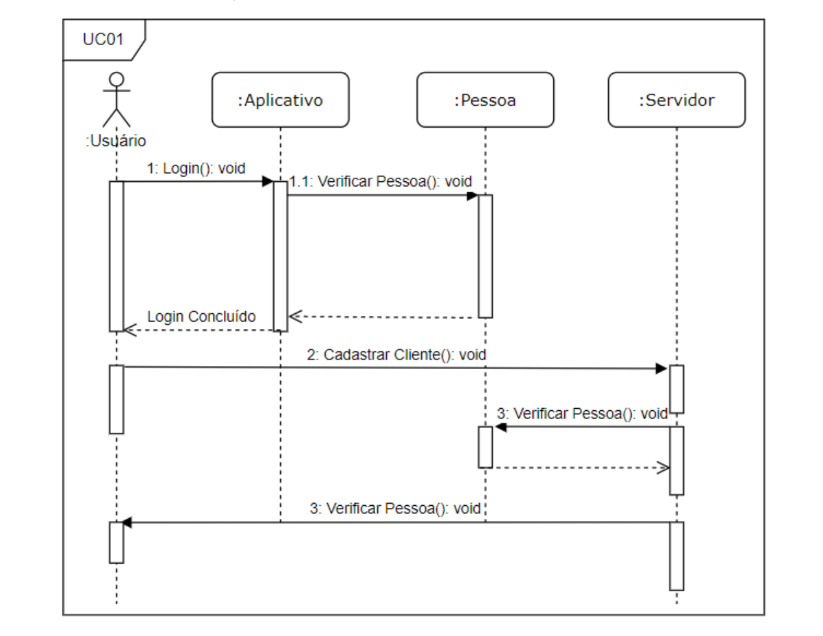 UC01
:Usuário
:Aplicativo
:Pessoa
:Servidor
1: Login(): void
1.1: Verificar Pessoa(): void
Login Concluído
2: Cadastrar Cliente(): void
3: Verificar Pessoa(): void
3: Verificar Pessoa(): void